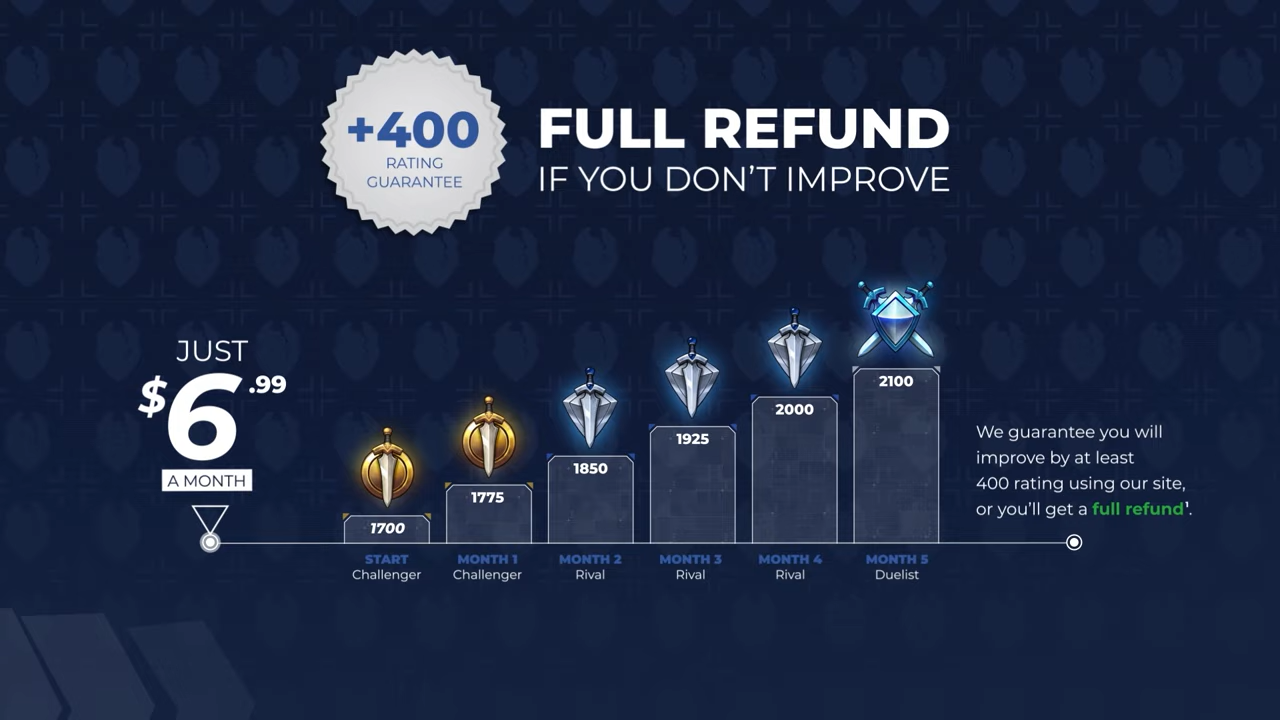 +400
RATING
GUARANTEE
FULL REFUND
IF YOU DON'T IMPROVE
JUST
$6.99
A MONTH
1700
1775
1850
1925
2000
2100
START
Challenger
MONTH 1
Challenger
MONTH 2
Rival
MONTH 3
Rival
MONTH 4
Rival
MONTH 5
Duelist
We guarantee you will
improve by at least
400 rating using our site,
or you'll get a full refund¹.